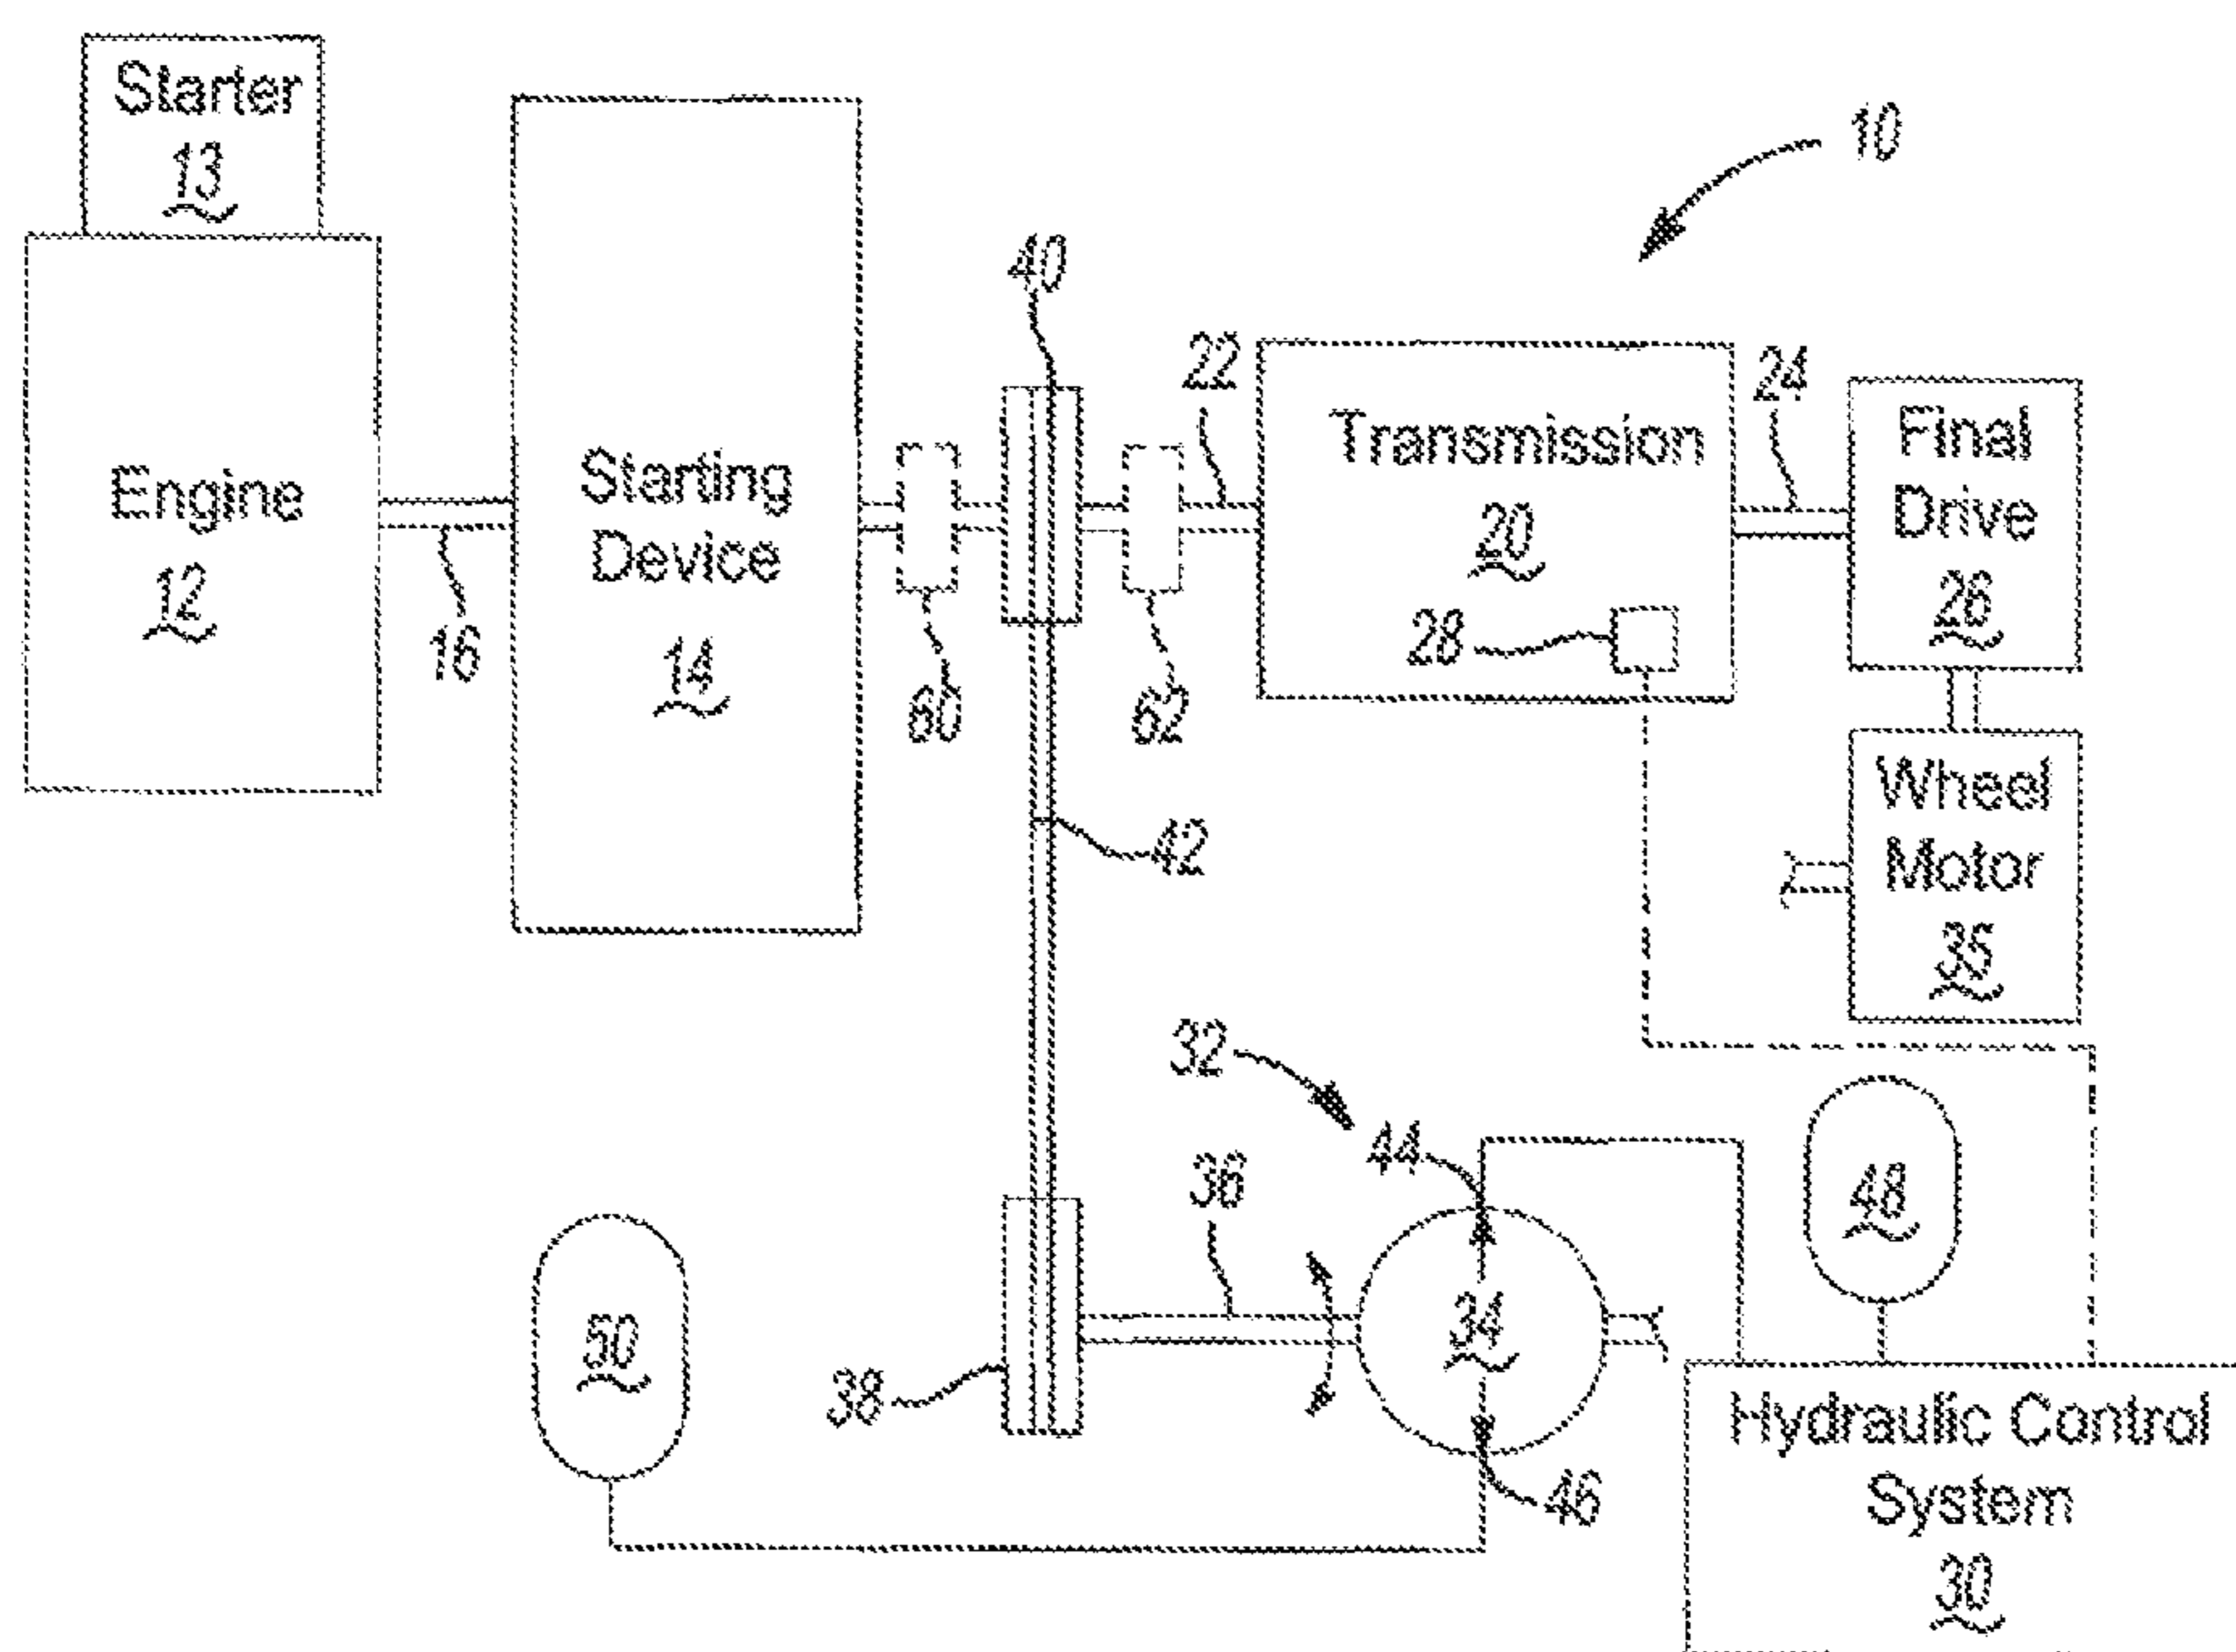 Starter
13
10
40
Engine
12
16
Starting
Device
14
60
62
22
Transmission
20
28
24
Final
Drive
26
42
Wheel
Motor
35
32
44
36
48
50
34
38
46
Hydraulic Control
System
30